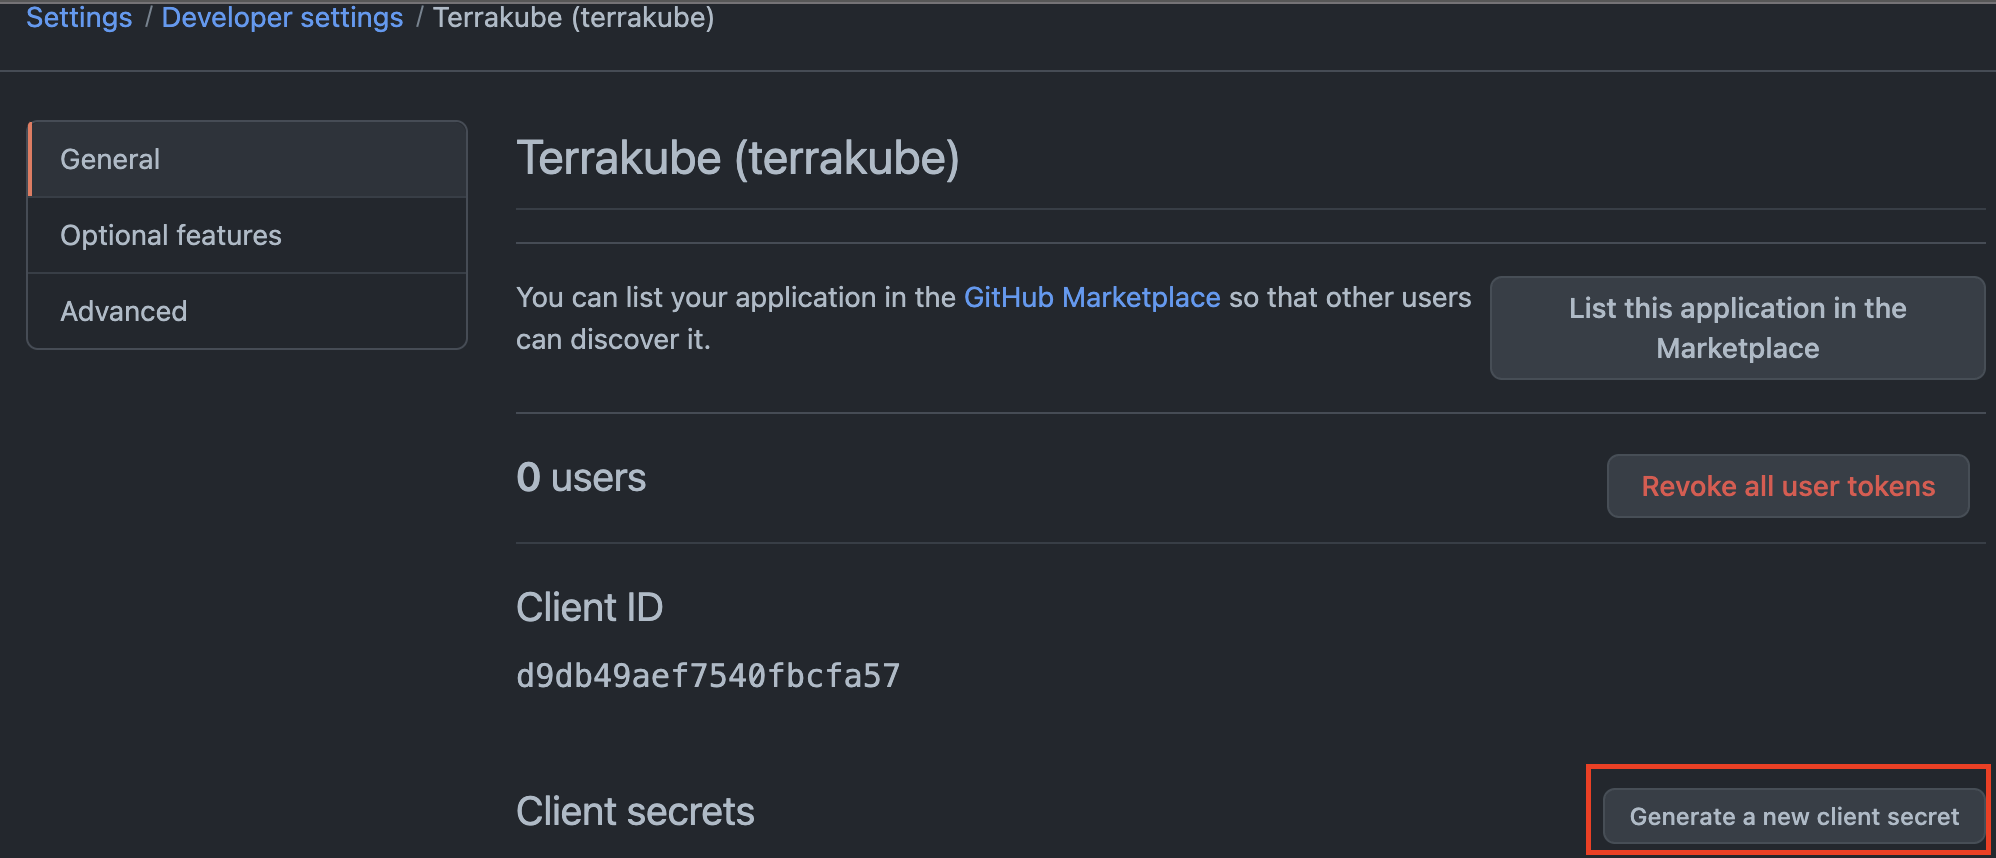 Settings / Developer settings / Terrakube (terrakube)
General
Optional features
Advanced
Terrakube (terrakube)
You can list your application in the GitHub Marketplace so that other users
can discover it.
List this application in the
Marketplace
0 users
Revoke all user tokens
Client ID
d9db49aef7540fbcfa57
Client secrets
Generate a new client secret